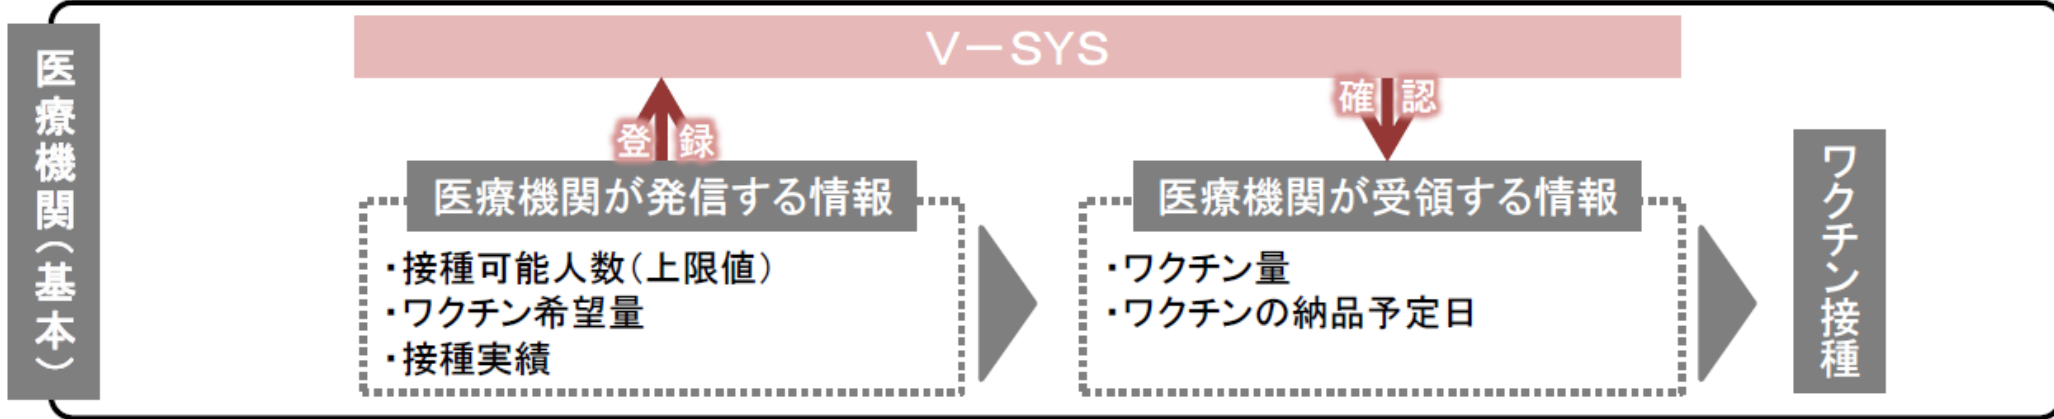 医療機関(基本)
V-SYS
登録
確認
医療機関が発信する情報
・接種可能人数(上限値)
・ワクチン希望量
・接種実績
医療機関が受領する情報
・ワクチン量
・ワクチンの納品予定日
ワクチン接種